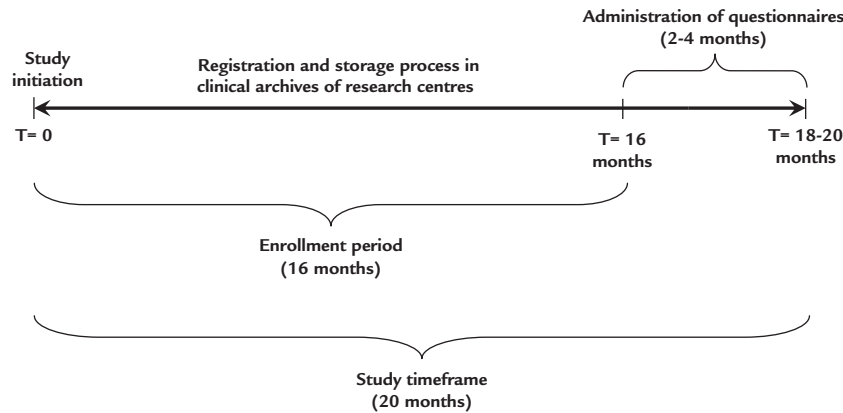 Administration of questionnaires
(2-4 months)
Study
initiation
Registration and storage process in
clinical archives of research centres
T= 0
T= 16
months
T= 18-20
months
Enrollment period
(16 months)
Study timeframe
(20 months)